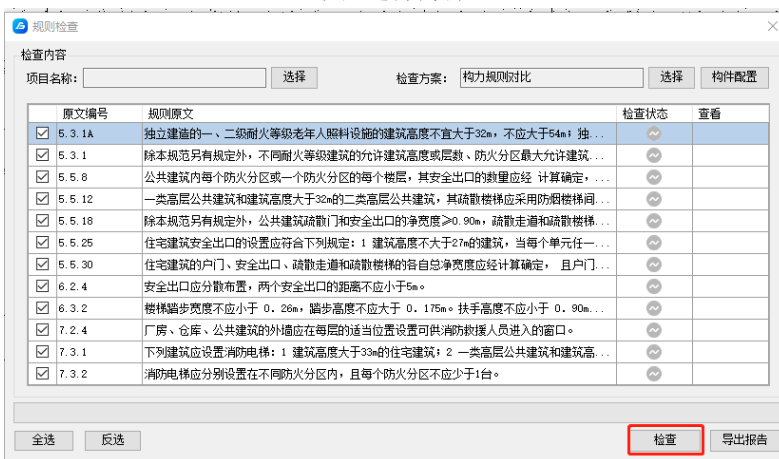 规则检查
检查内容
项目名称： 选择 检查方案： 构力规则对比 选择 构件配置
原文编号 规则原文 检查状态 查看
5.3.1A 独立建造的一、二级耐火等级老年人照料设施的建筑高度不宜大于32m，不应大于54m；独...
5.3.1 除本规范另有规定外，不同耐火等级建筑的允许建筑高度或层数、防火分区最大允许建筑...
5.5.8 公共建筑内每个防火分区或一个防火分区的每个楼层，其安全出口的数量应经 计算确定，...
5.5.12 一类高层公共建筑和建筑高度大于32m的二类高层公共建筑，其疏散楼梯应采用防烟楼梯间...
5.5.18 除本规范另有规定外，公共建筑疏散门和安全出口的净宽度≥0.90m，疏散走道和疏散楼梯...
5.5.25 住宅建筑安全出口的设置应符合下列规定：1 建筑高度不大于27m的建筑，当每个单元任一...
5.5.30 住宅建筑的户门、安全出口、疏散走道和疏散楼梯的各自总净宽度应经计算确定， 且户门...
6.2.4 安全出口应分散布置，两个安全出口的距离不应小于5m。
6.3.2 楼梯踏步宽度不应小于 0. 26m，踏步高度不应大于 0. 175m。扶手高度不应小于 0. 90m...
7.2.4 厂房、仓库、公共建筑的外墙应在每层的适当位置设置可供消防救援人员进入的窗口。
7.3.1 下列建筑应设置消防电梯：1 建筑高度大于33m的住宅建筑；2 一类高层公共建筑和建筑高...
7.3.2 消防电梯应分别设置在不同防火分区内，且每个防火分区不应少于1台。
全选 反选 检查 导出报告